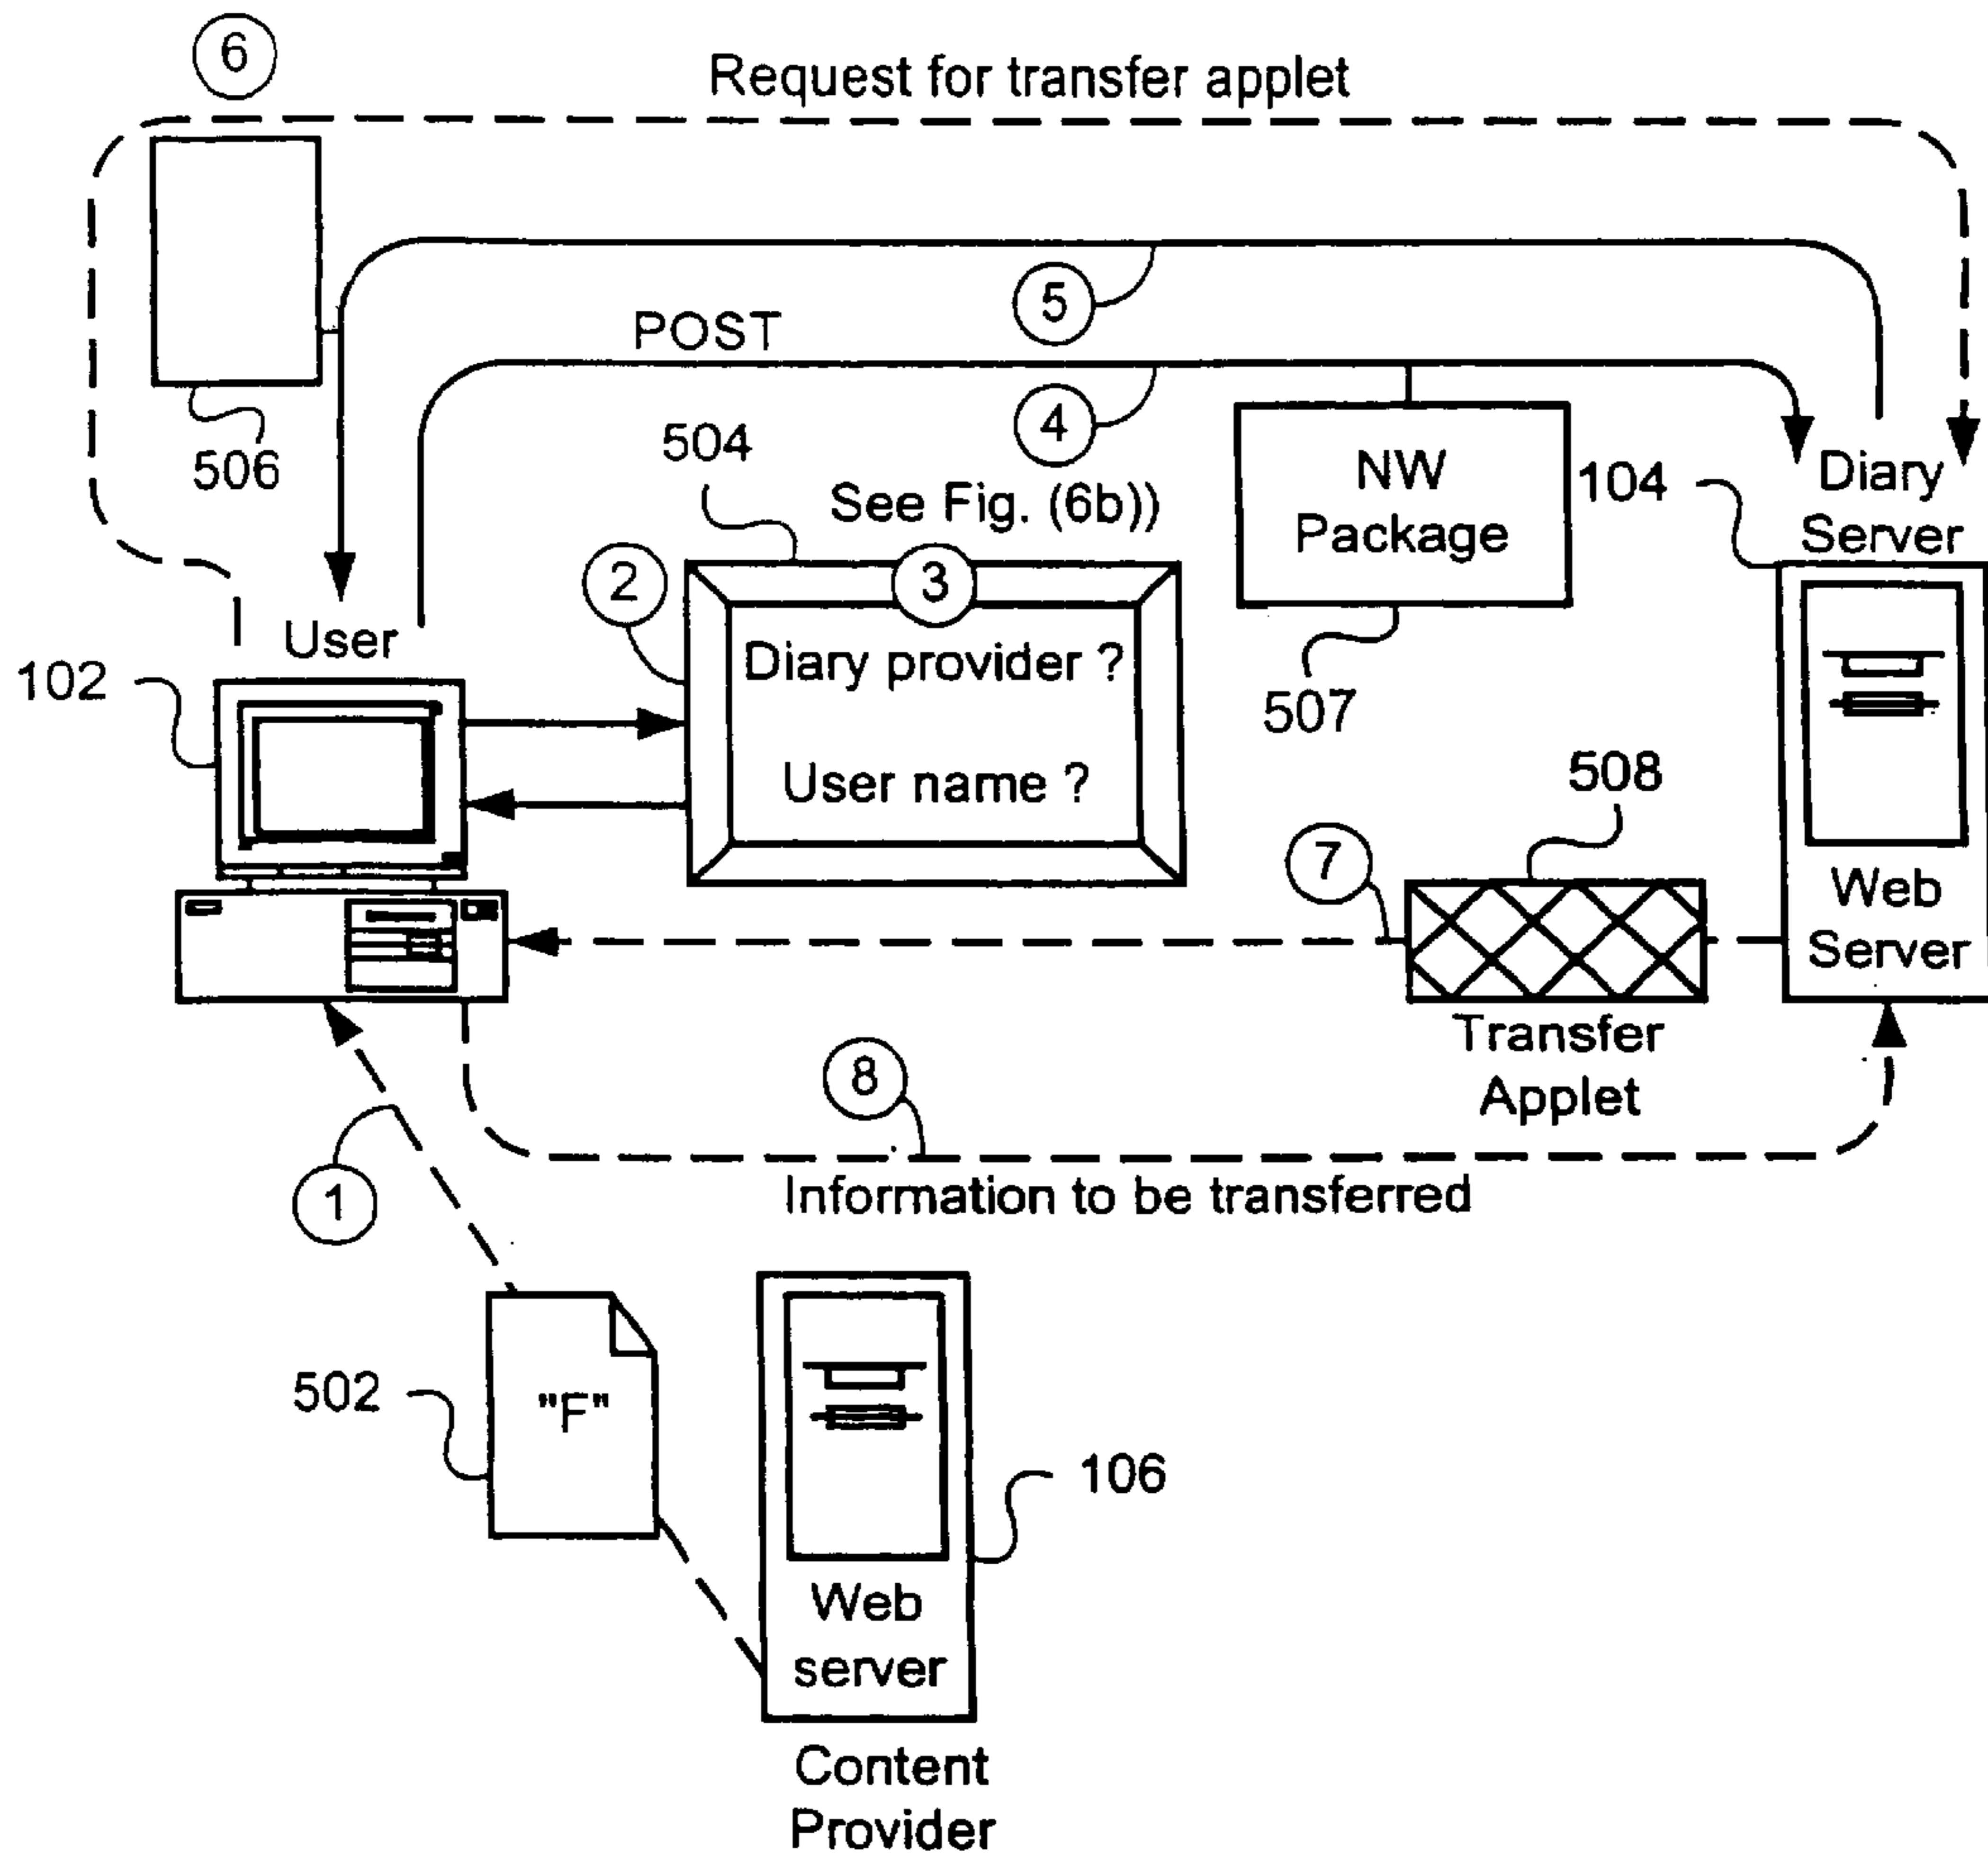 6
Request for transfer applet
5
POST
4
506
504
See Fig. (6b))
NW
Package
104
Diary
Server
2
3
User
102
Diary provider ?
User name ?
507
508
7
Web
Server
Transfer
Applet
8
1
Information to be transferred
502
"F"
106
Web
server
Content
Provider